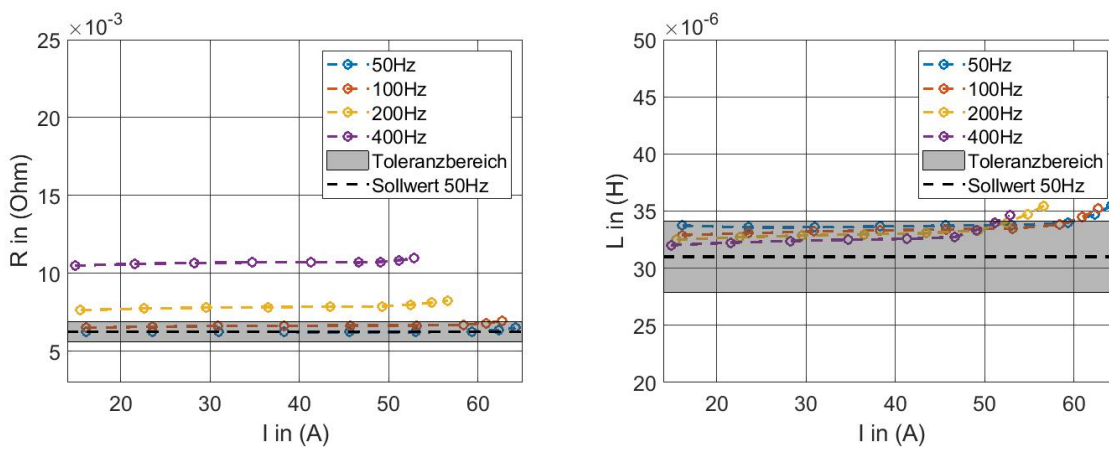 ×10⁻³
25
20
15
10
5
R in (Ohm)
20
30
40
50
60
I in (A)
50Hz
100Hz
200Hz
400Hz
Toleranzbereich
Sollwert 50Hz
×10⁻⁶
50
45
40
35
30
25
20
L in (H)
20
30
40
50
60
I in (A)
50Hz
100Hz
200Hz
400Hz
Toleranzbereich
Sollwert 50Hz